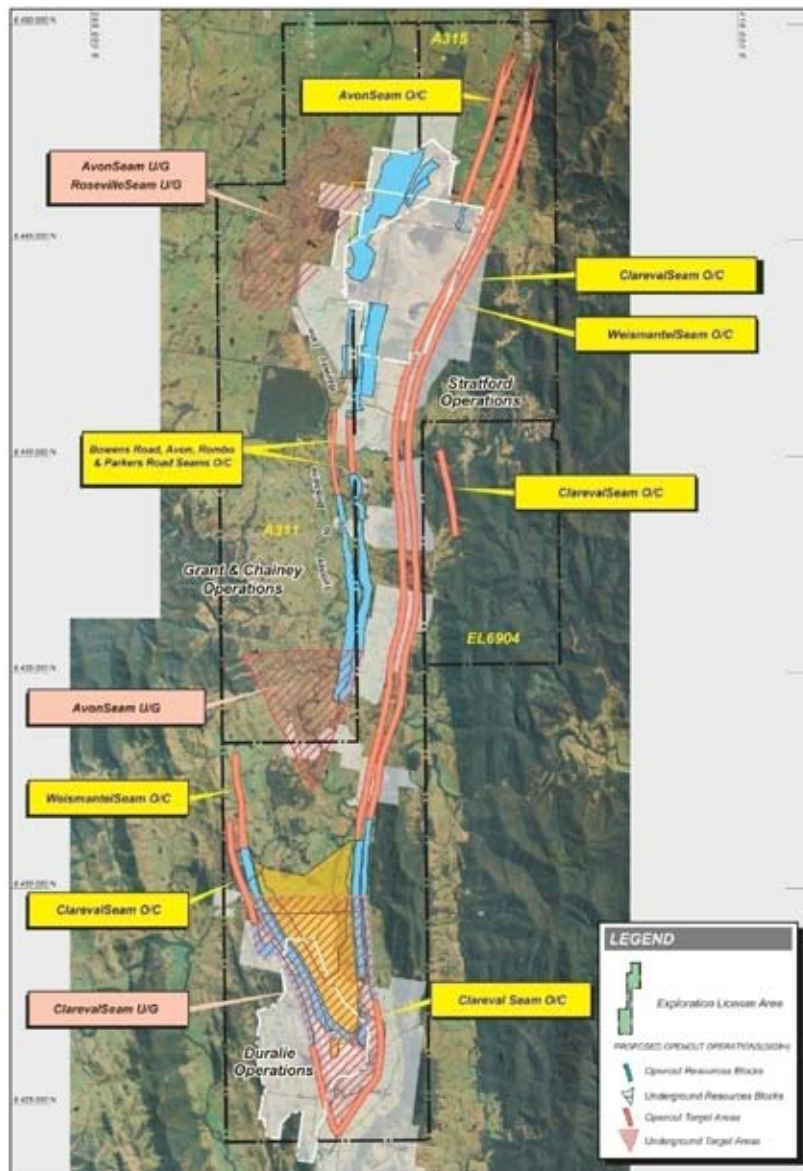 A315
AvonSeam O/C
AvonSeam U/G
RosevilleSeam U/G
ClarevalSeam O/C
WeismantelSeam O/C
Stratford
Operations
Bowens Road, Avon, Rombo
& Parkers Road Seams O/C
ClarevalSeam O/C
A311
Grant & Chainey
Operations
EL6904
AvonSeam U/G
WeismantelSeam O/C
ClarevalSeam O/C
ClarevalSeam U/G
Clareval Seam O/C
Duralie
Operations
LEGEND
Exploration License Area
Opencut Resources Blocks
Underground Resources Blocks
Opencut Target Areas
Underground Target Areas